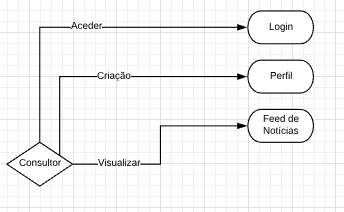 Aceder
Login
Criação
Perfil
Feed de
Notícias
Consultor
Visualizar